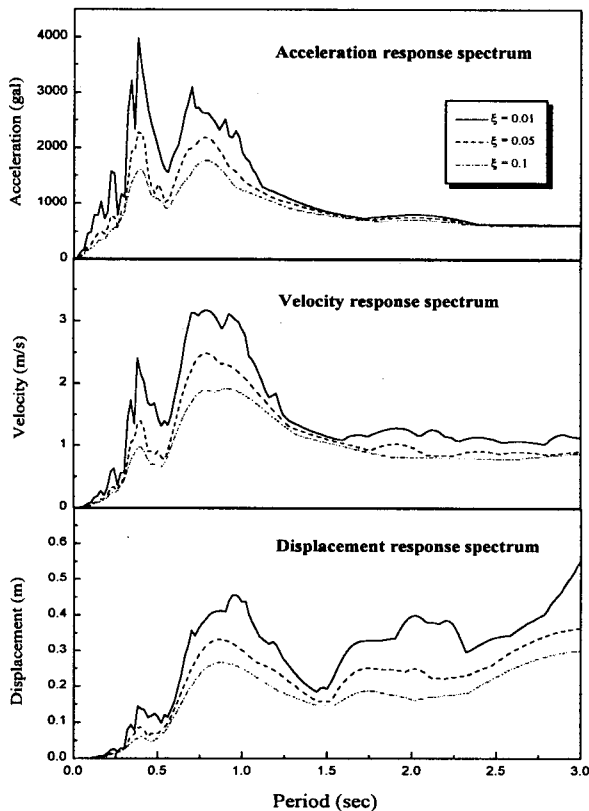 Acceleration response spectrum
Acceleration (gal)
4000
3000
2000
1000
0
ξ = 0.01
ξ = 0.05
ξ = 0.1
Velocity response spectrum
Velocity (m/s)
3
2
1
0
Displacement response spectrum
Displacement (m)
0.6
0.5
0.4
0.3
0.2
0.1
0.0
0.0 0.5 1.0 1.5 2.0 2.5 3.0
Period (sec)